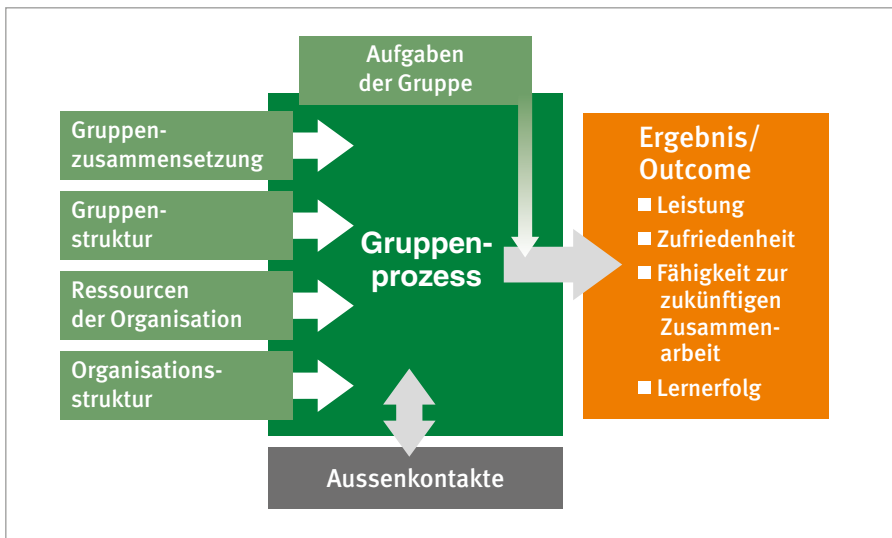 Aufgaben
der Gruppe
Gruppen-
zusammensetzung
Gruppen-
struktur
Ressourcen
der Organisation
Organisations-
struktur
Gruppen-
prozess
Aussenkontakte
Ergebnis/
Outcome
Leistung
Zufriedenheit
Fähigkeit zur
zukünftigen
Zusammen-
arbeit
Lernerfolg